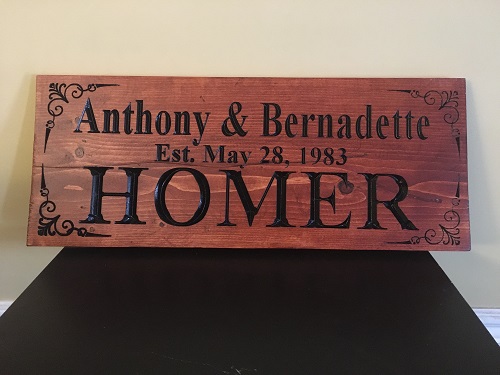 Anthony & Bernadette
Est. May 28, 1983
HOMER